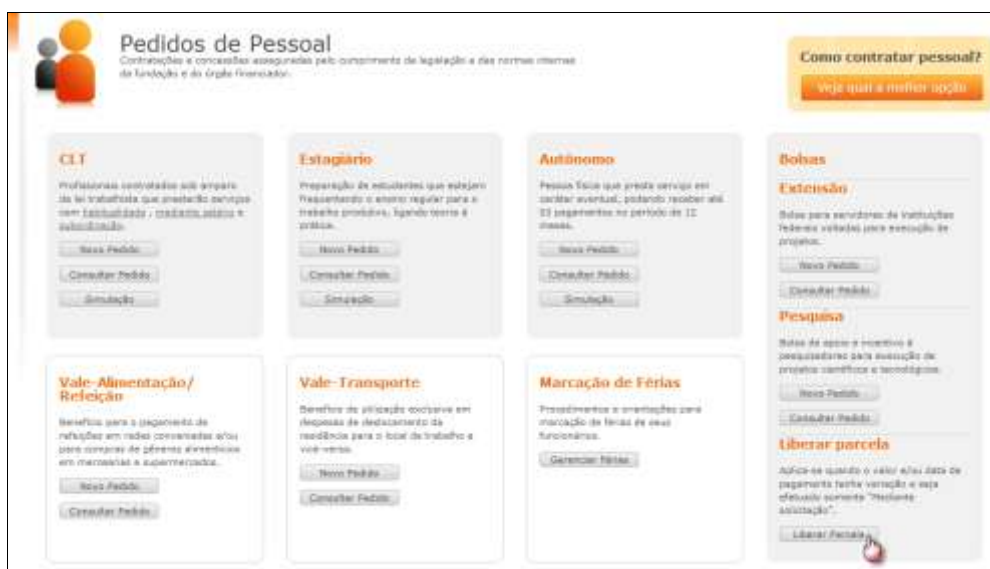 Pedidos de Pessoal
Contratações e concessões asseguradas pelo cumprimento da legislação e das normas internas
da fundação e do órgão financiador.
Como contratar pessoal?
Veja qual a melhor opção
CLT
Profissionais contratados sob amparo
da lei trabalhista que prestarão serviços
com habitualidade , mediante salário e
subordinação.
Novo Pedido
Consultar Pedido
Simulação
Estagiário
Preparação de estudantes que estejam
frequentando o ensino regular para o
trabalho produtivo, ligando teoria à
prática.
Novo Pedido
Consultar Pedido
Simulação
Autônomo
Pessoa física que presta serviço em
caráter eventual, podendo receber até
03 pagamentos no período de 12
meses.
Novo Pedido
Consultar Pedido
Simulação
Bolsas
Extensão
Bolsa para servidores de instituições
federais voltadas para execução de
projetos.
Novo Pedido
Consultar Pedido
Pesquisa
Bolsa de apoio e incentivo à
pesquisadores para execução de
projetos científicos e tecnológicos.
Novo Pedido
Consultar Pedido
Liberar parcela
Aplica-se quando o valor e/ou data de
pagamento tenha variação e seja
efetuado somente "Mediante
solicitação".
Liberar Parcela
Vale-Alimentação/
Refeição
Benefício para o pagamento de
refeições em redes conveniadas e/ou
para compras de gêneros alimentícios
em mercearias e supermercados.
Novo Pedido
Consultar Pedido
Vale-Transporte
Benefício de utilização exclusiva em
despesas de deslocamento da
residência para o local de trabalho e
vice-versa.
Novo Pedido
Consultar Pedido
Marcação de Férias
Procedimentos e orientações para
marcação de férias de seus
funcionários.
Gerenciar Férias